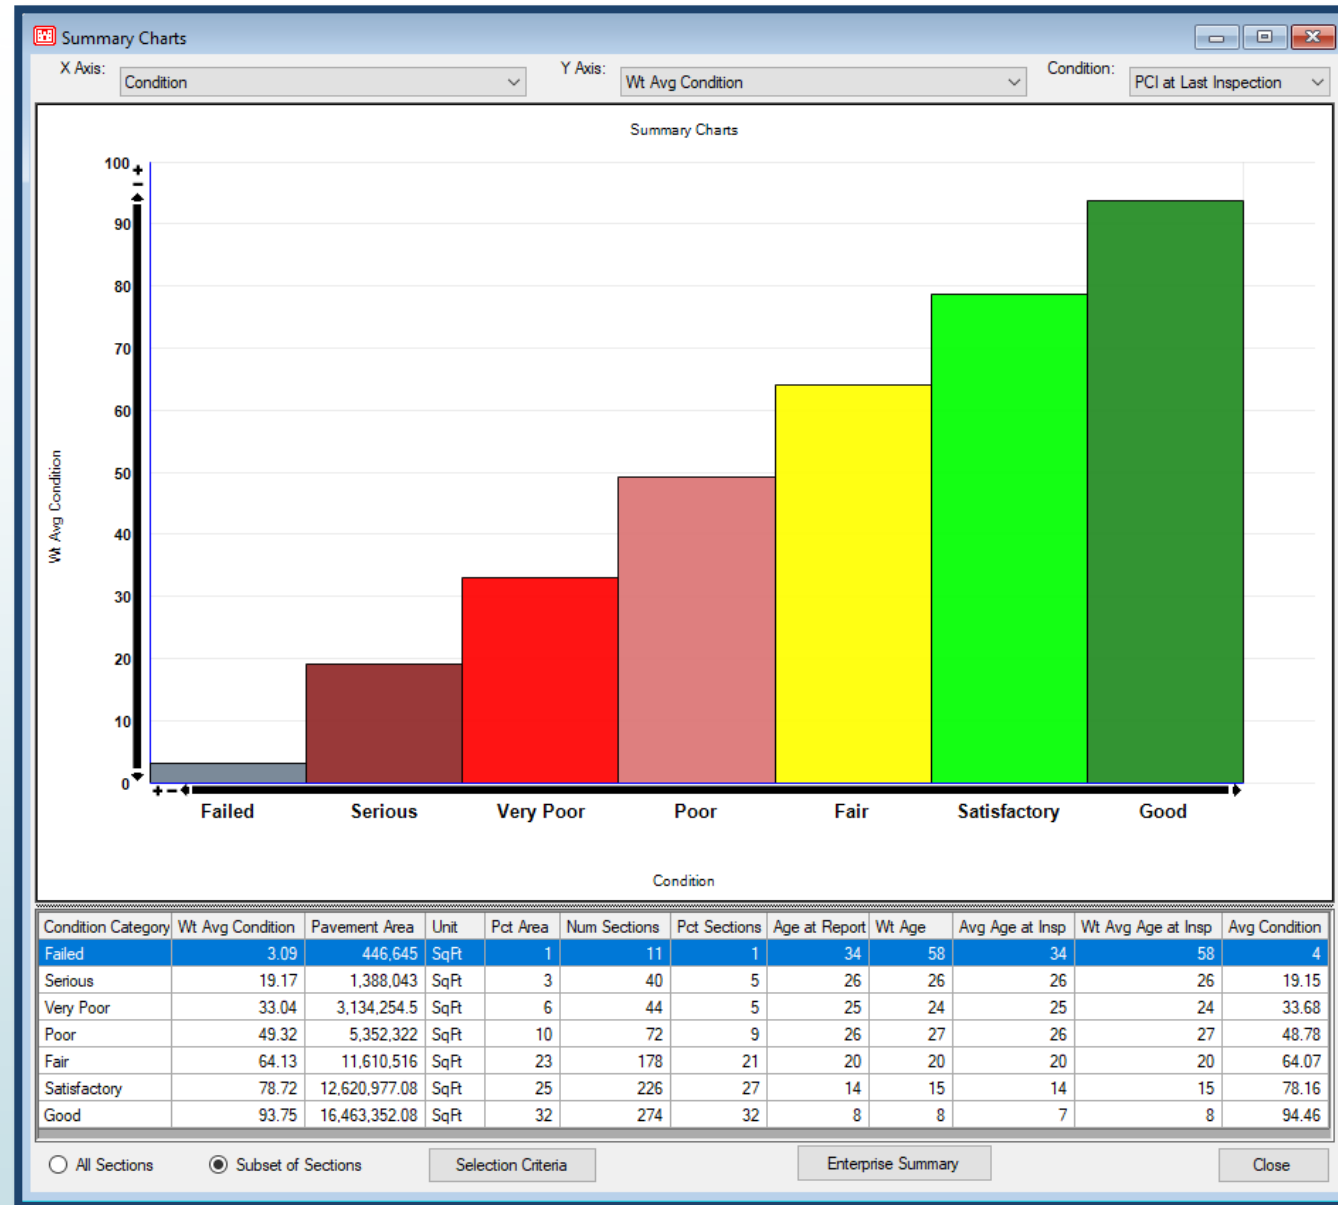 Summary Charts
X Axis: Condition Y Axis: Wt Avg Condition Condition: PCI at Last Inspection
Summary Charts
100
90
80
70
60
50
40
30
20
10
0
Wt Avg Condition
Failed Serious Very Poor Poor Fair Satisfactory Good
Condition
Condition Category Wt Avg Condition Pavement Area Unit Pct Area Num Sections Pct Sections Age at Report Wt Age Avg Age at Insp Wt Avg Age at Insp Avg Condition
Failed 3.09 446,645 SqFt 1 11 1 34 58 34 58 4
Serious 19.17 1,388,043 SqFt 3 40 5 26 26 26 26 19.15
Very Poor 33.04 3,134,254.5 SqFt 6 44 5 25 24 25 24 33.68
Poor 49.32 5,352,322 SqFt 10 72 9 26 27 26 27 48.78
Fair 64.13 11,610,516 SqFt 23 178 21 20 20 20 20 64.07
Satisfactory 78.72 12,620,977.08 SqFt 25 226 27 14 15 14 15 78.16
Good 93.75 16,463,352.08 SqFt 32 274 32 8 8 7 8 94.46
All Sections Subset of Sections Selection Criteria Enterprise Summary Close